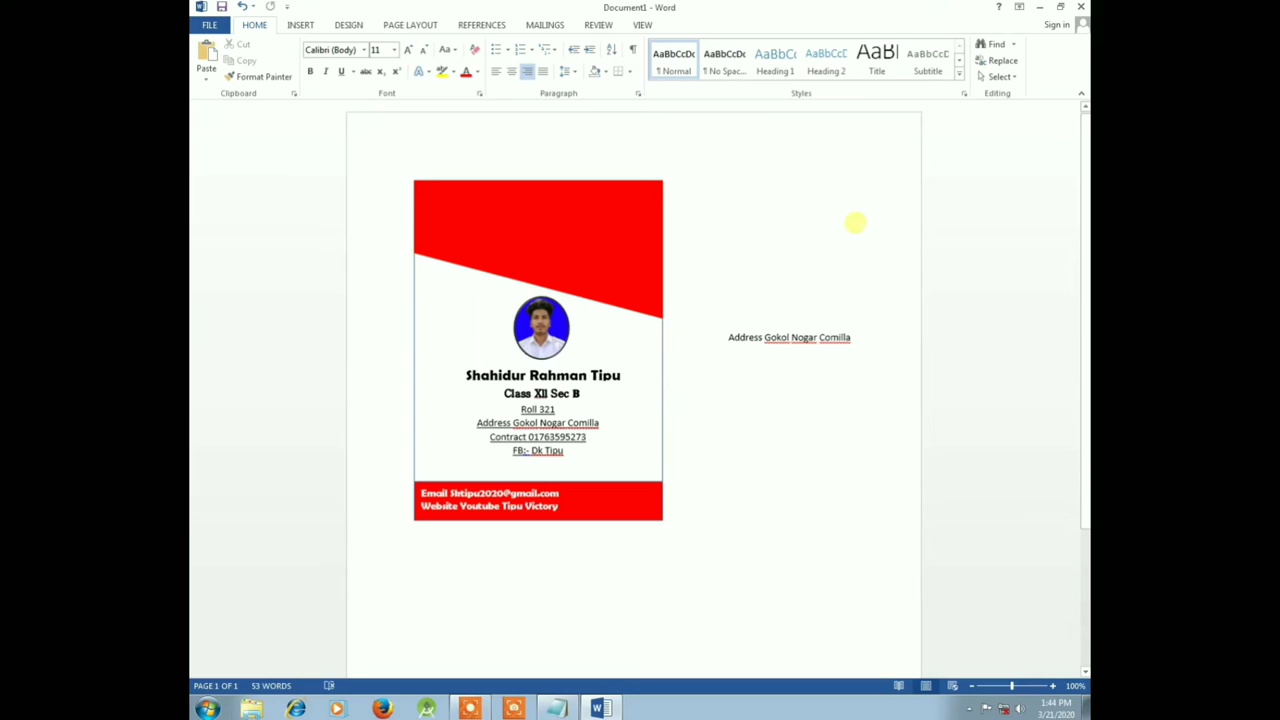 Document1 - Word
Sign in
FILE
HOME
INSERT
DESIGN
PAGE LAYOUT
REFERENCES
MAILINGS
REVIEW
VIEW
Paste
Cut
Copy
Format Painter
Clipboard
Calibri (Body)
11
Font
Paragraph
AaBbCcDc
¶ Normal
AaBbCcDc
¶ No Spac...
AaBbCc
Heading 1
AaBbCcD
Heading 2
AaBl
Title
AaBbCcD
Subtitle
Styles
Find
Replace
Select
Editing
Shahidur Rahman Tipu
Class XII Sec B
Roll 321
Address Gokol Nogar Comilla
Contract 01763595273
FB:- Dk Tipu
Email Shtipu2020@gmail.com
Website Youtube Tipu Victory
Address Gokol Nogar Comilla
PAGE 1 OF 1
53 WORDS
100%
1:44 PM
3/21/2020